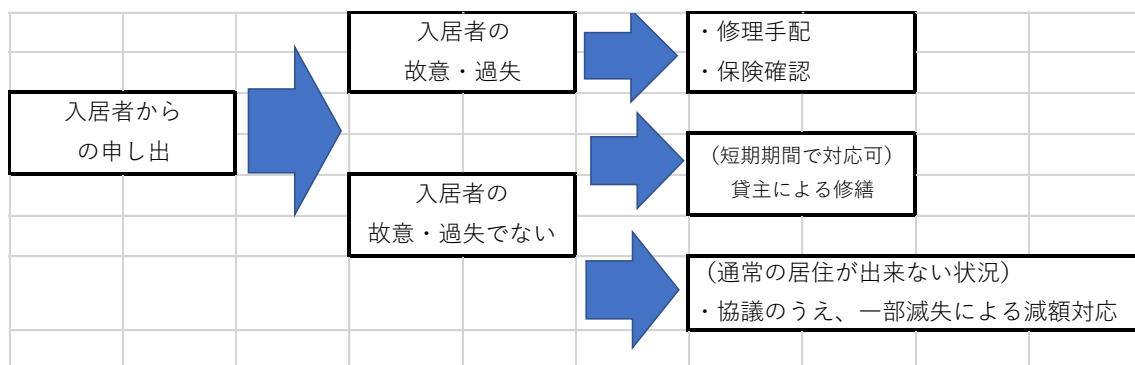 入居者から
の申し出
入居者の
故意・過失
・修理手配
・保険確認
入居者の
故意・過失でない
（短期期間で対応可）
貸主による修繕
（通常の居住が出来ない状況）
・協議のうえ、一部滅失による減額対応